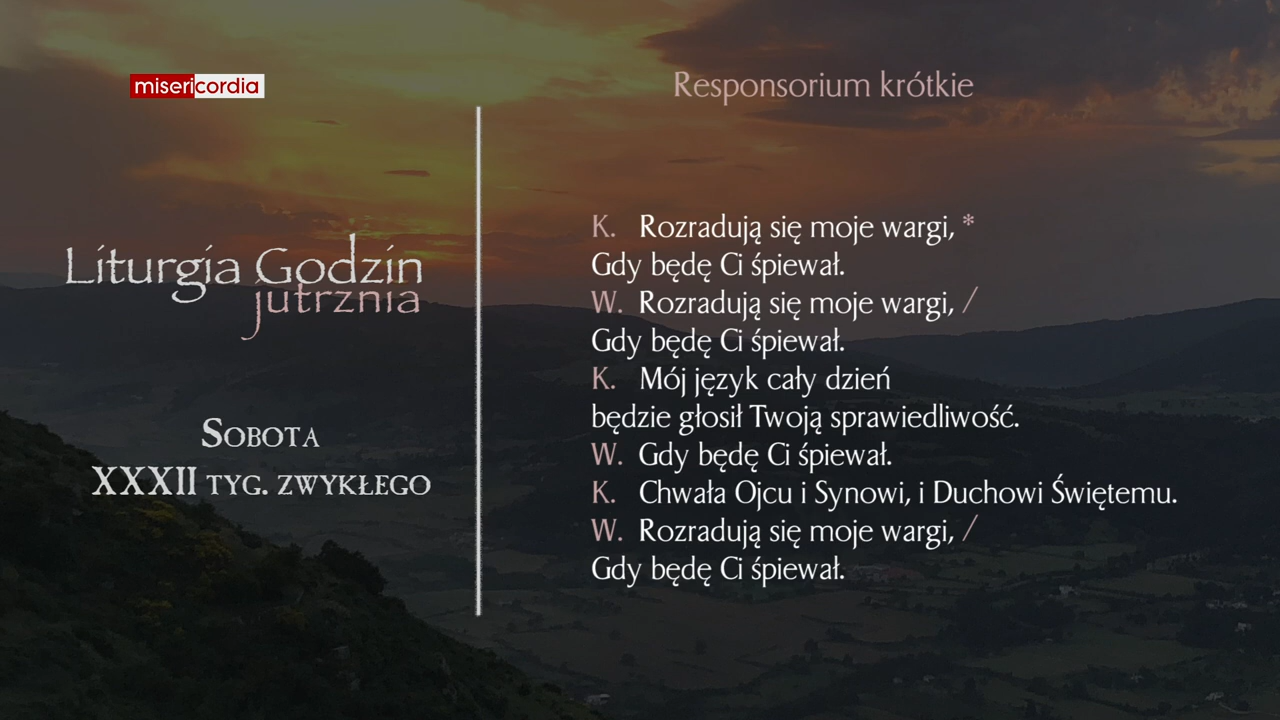 misericordia
Liturgia Godzin
jutrznia
Sobota
XXXII tyg. zwykłego
Responsorium krótkie
K. Rozradują się moje wargi, *
Gdy będę Ci śpiewał.
W. Rozradują się moje wargi, /
Gdy będę Ci śpiewał.
K. Mój język cały dzień
będzie głosił Twoją sprawiedliwość.
W. Gdy będę Ci śpiewał.
K. Chwała Ojcu i Synowi, i Duchowi Świętemu.
W. Rozradują się moje wargi, /
Gdy będę Ci śpiewał.